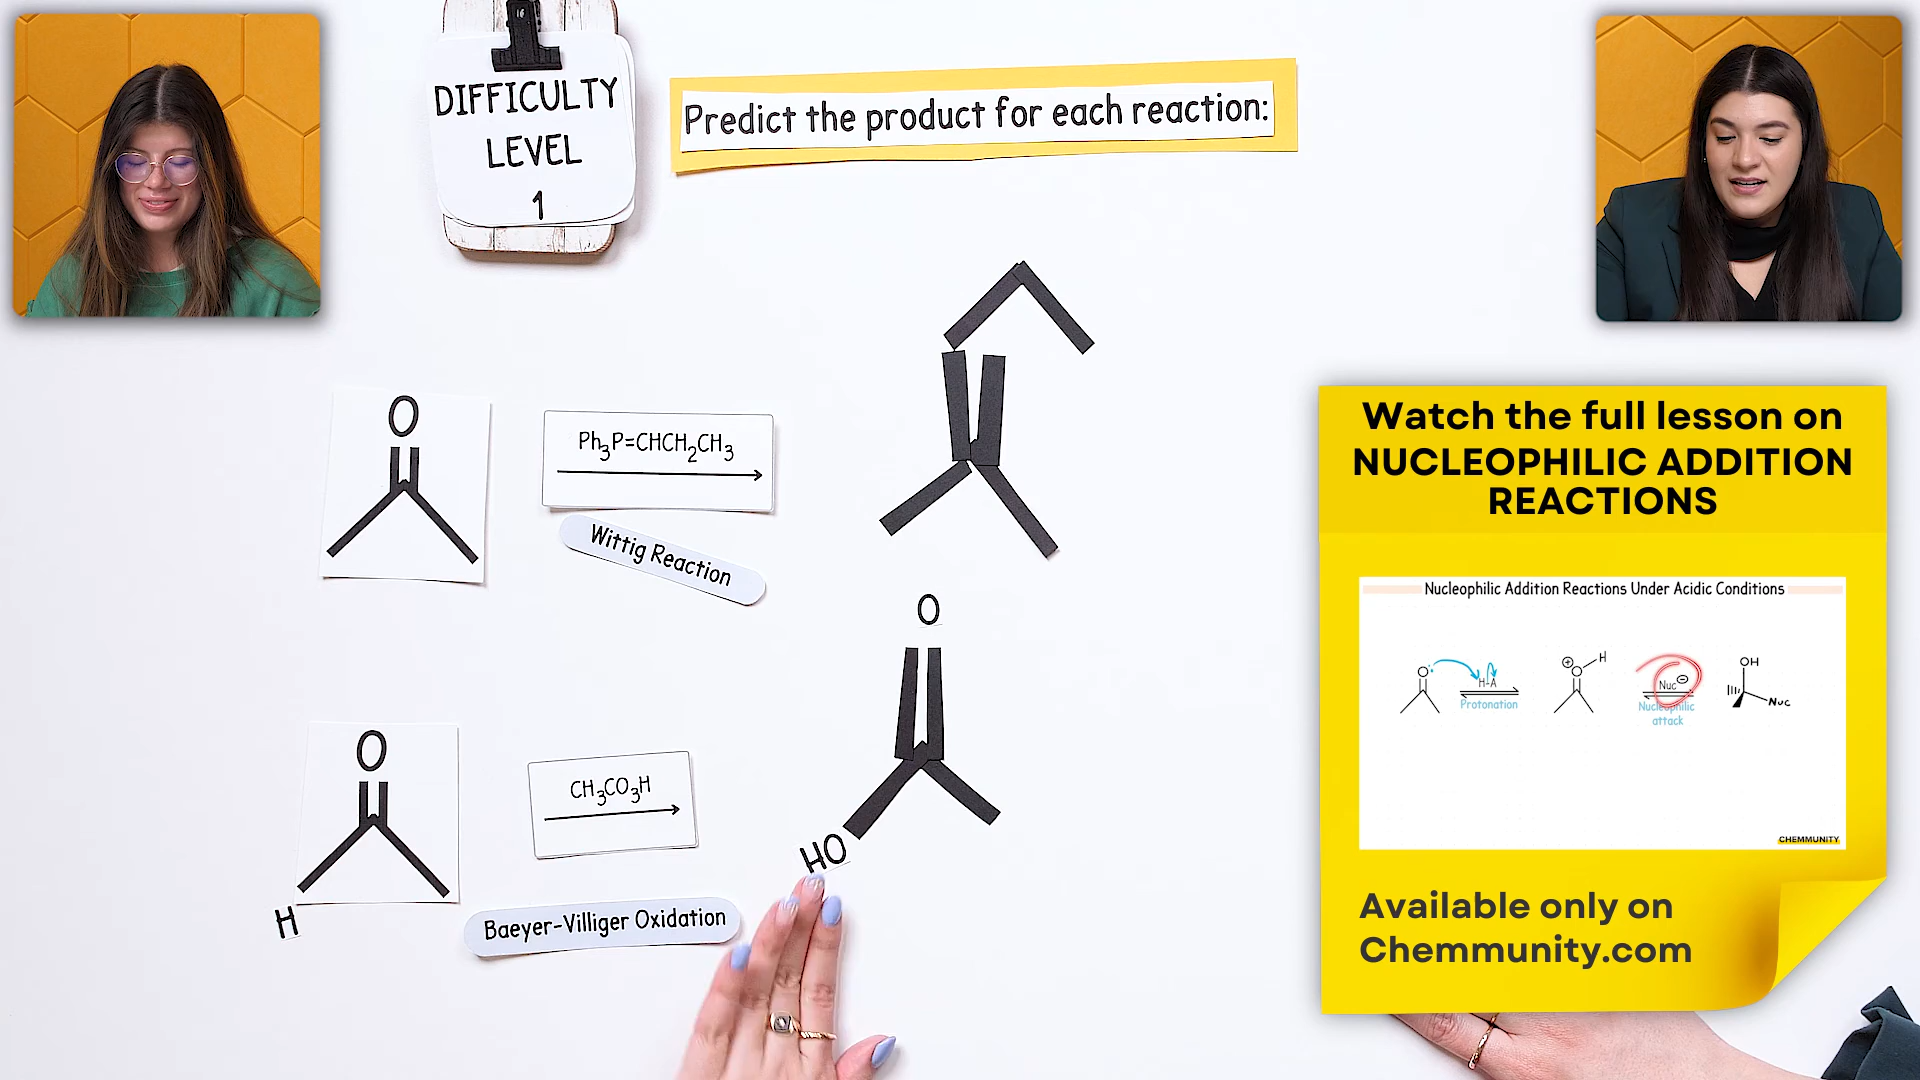 16
DIFFICULTY
LEVEL
1
Predict the product for each reaction:
O
Ph₃P=CHCH₂CH₃
Wittig Reaction
O
H
CH₃CO₃H
Baeyer-Villiger Oxidation
O
HO
Watch the full lesson on
NUCLEOPHILIC ADDITION
REACTIONS
Nucleophilic Addition Reactions Under Acidic Conditions
O
H-A
Protonation
⊕
O
H
Nuc⊖
Nucleophilic
attack
OH
Nuc
CHEMMUNITY
Available only on
Chemmunity.com